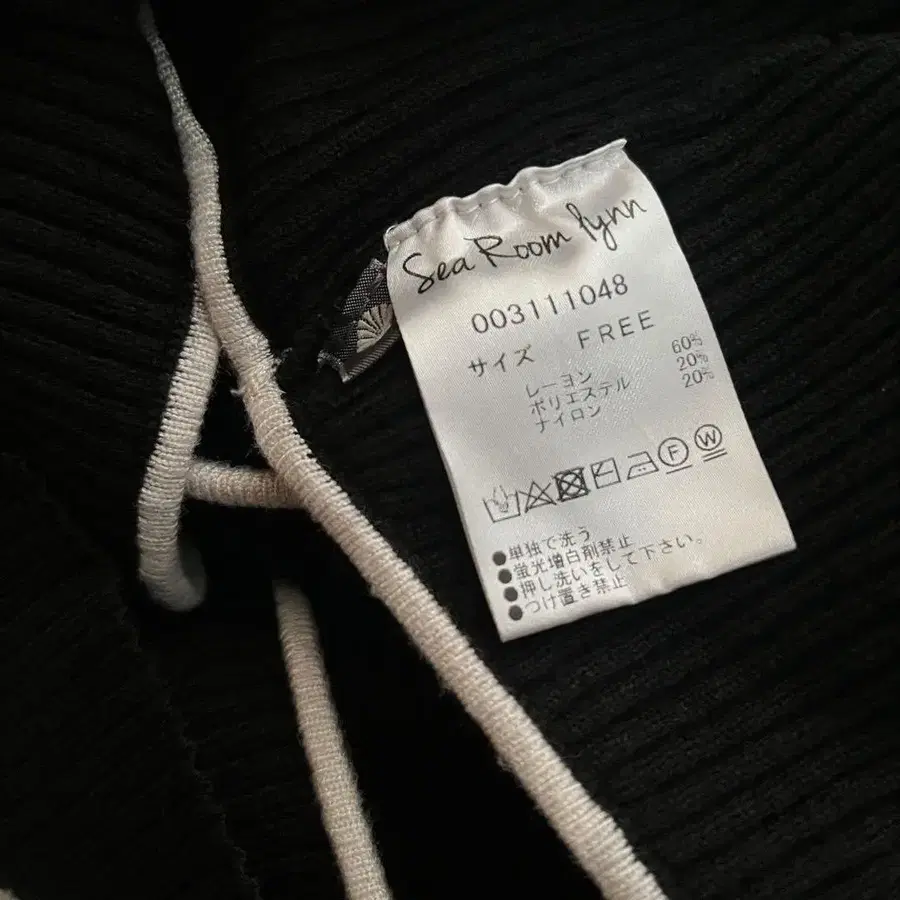 Sea Room lynn
003111048
サイズ FREE
レーヨン 60%
ポリエステル 20%
ナイロン 20%
F W
●単独で洗う
●蛍光増白剤禁止
●押し洗いをして下さい。
●つけ置き禁止